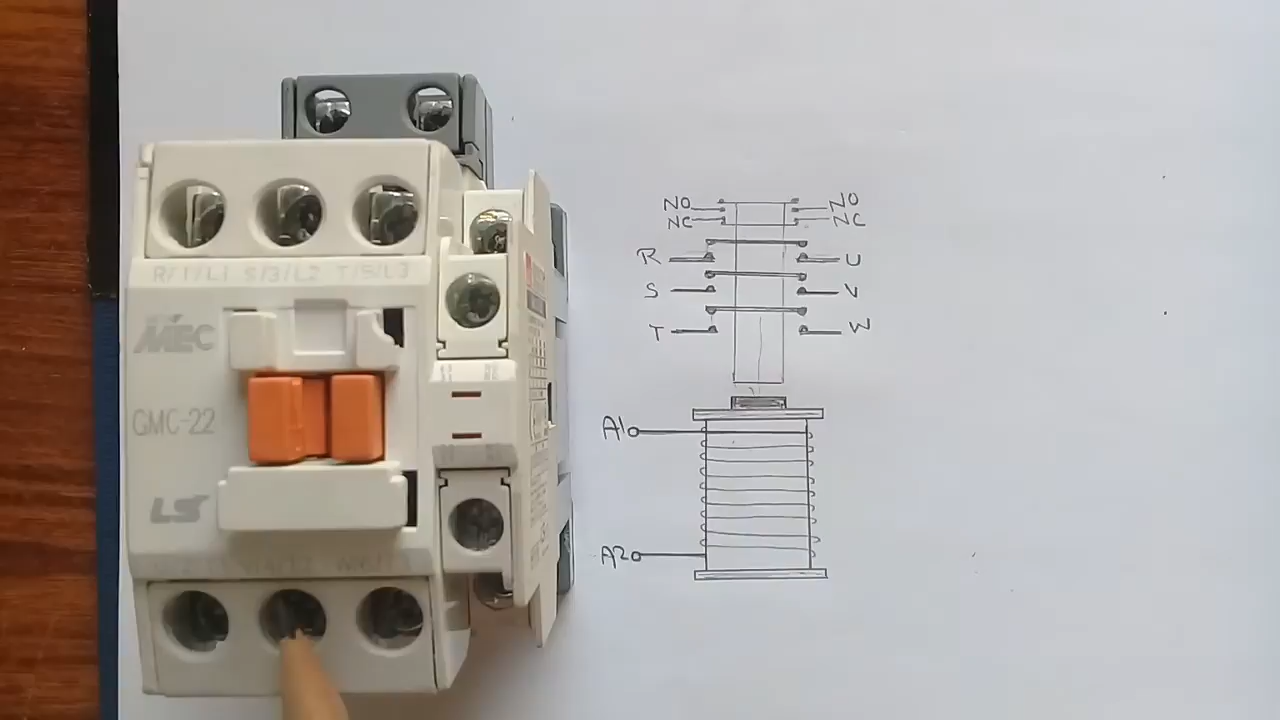 R/1/L1 S/3/L2 T/5/L3
MEC
GMC-22
LS
NO NO
NC NC
R U
S V
T W
A1
A2